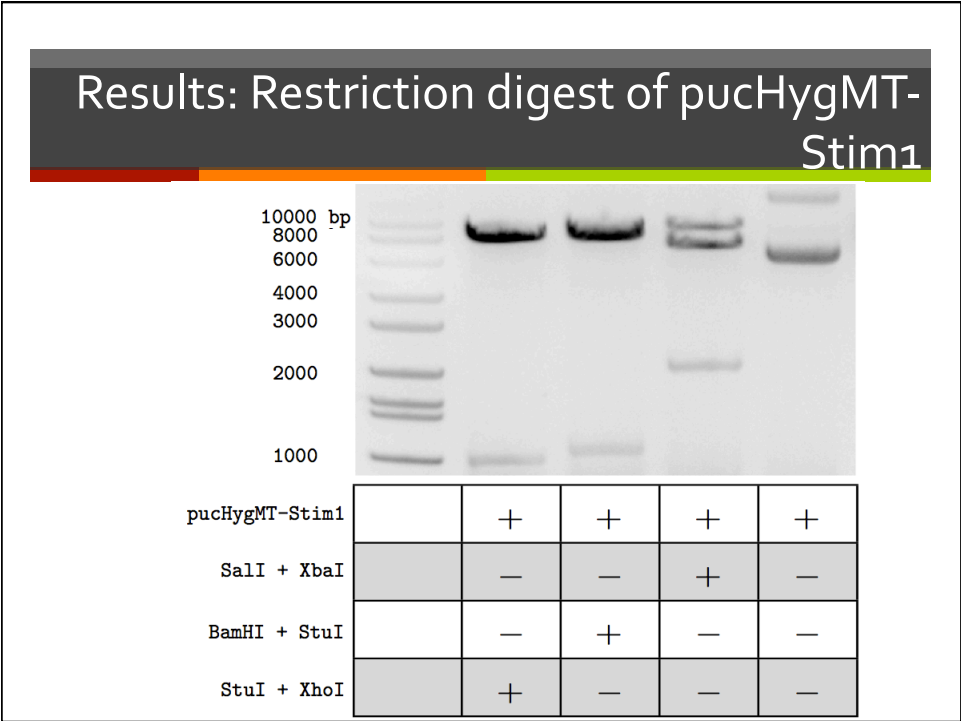 Results: Restriction digest of pucHygMT-
Stim1
10000 bp
8000
6000
4000
3000
2000
1000
pucHygMT-Stim1 + + + +
SalI + XbaI − − + −
BamHI + StuI − + − −
StuI + XhoI + − − −